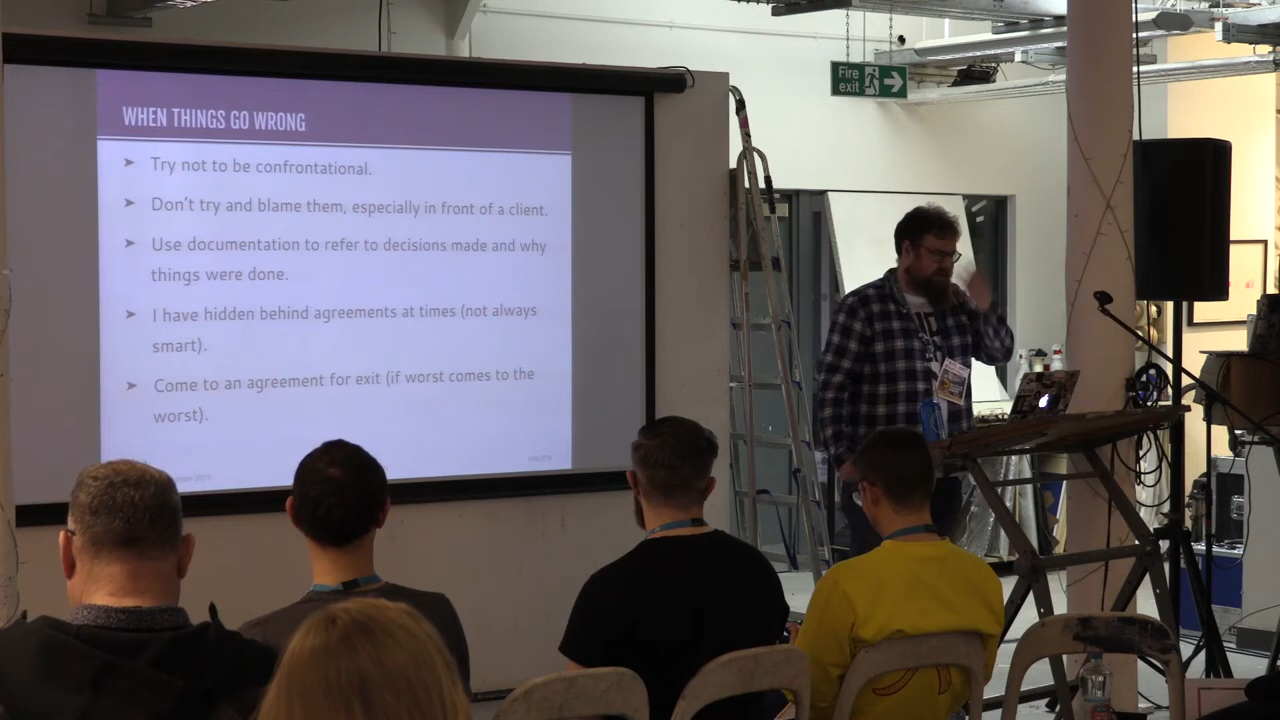 WHEN THINGS GO WRONG
➤ Try not to be confrontational.
➤ Don't try and blame them, especially in front of a client.
➤ Use documentation to refer to decisions made and why
things were done.
➤ I have hidden behind agreements at times (not always
smart).
➤ Come to an agreement for exit (if worst comes to the
worst).
Fire
exit